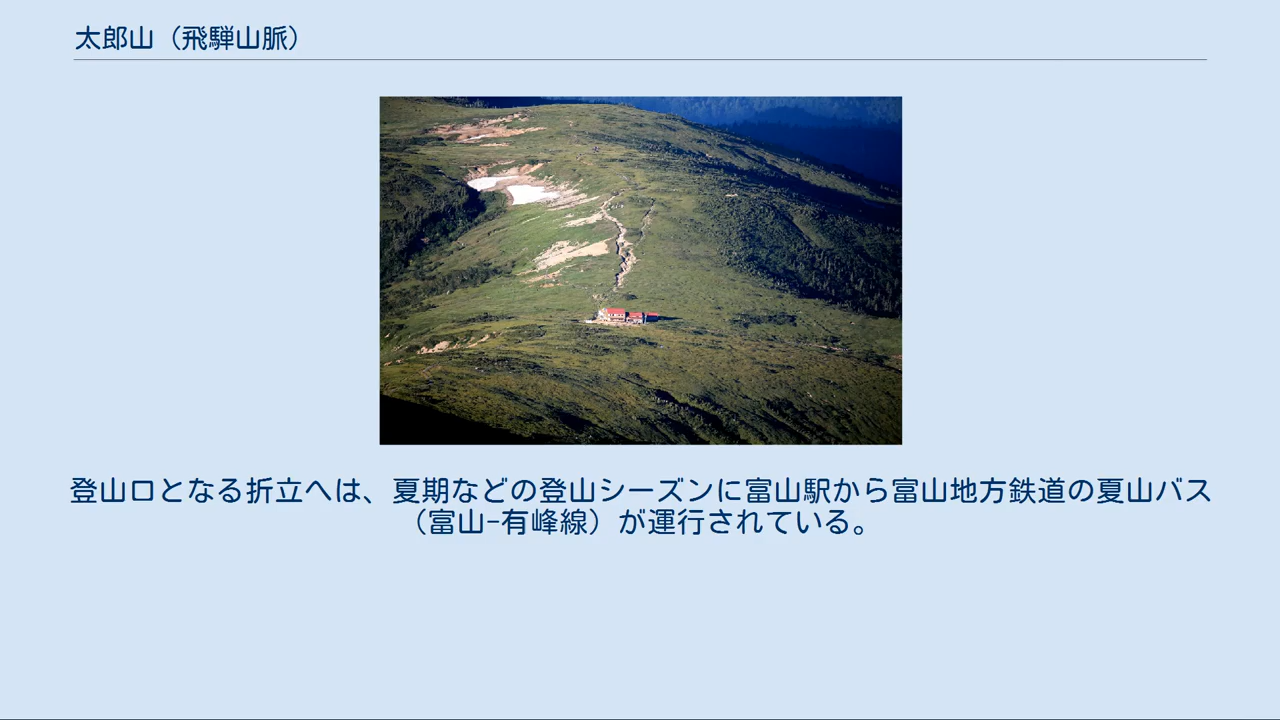 太郎山（飛騨山脈）
登山口となる折立へは、夏期などの登山シーズンに富山駅から富山地方鉄道の夏山バス
（富山−有峰線）が運行されている。